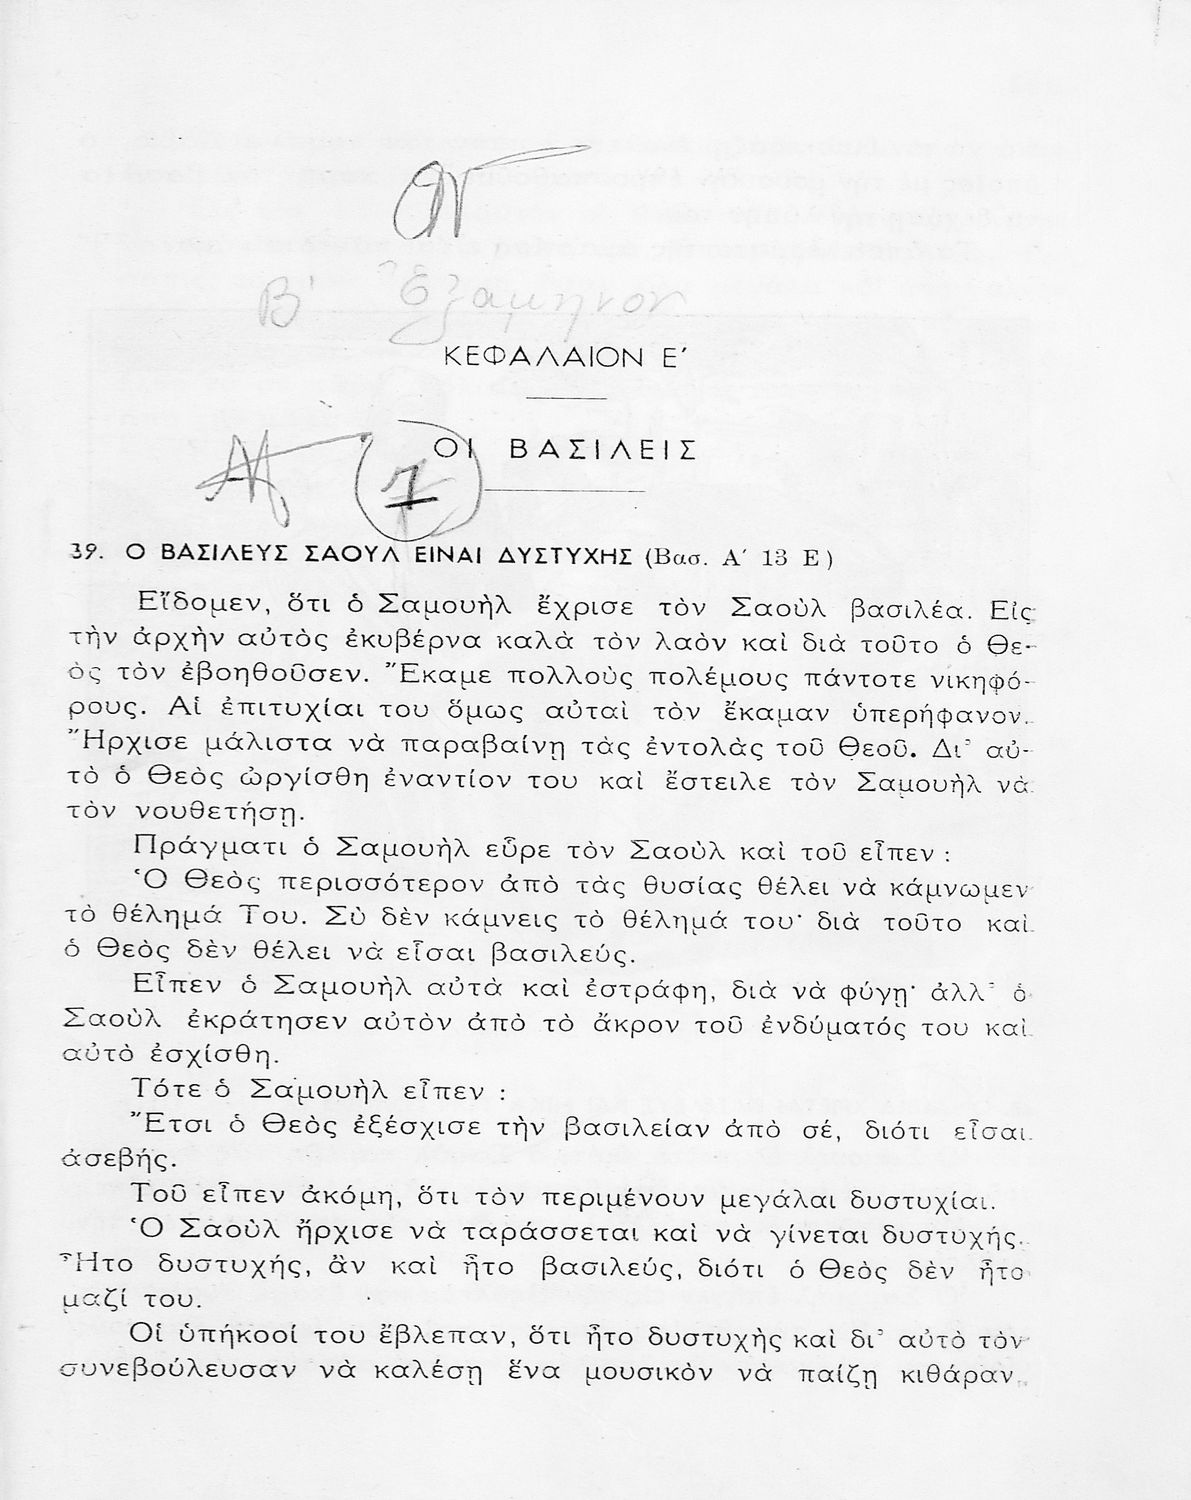 Β' Ἑξάμηνον
ΚΕΦΑΛΑΙΟΝ Ε΄
ΟΙ ΒΑΣΙΛΕΙΣ
7
39. Ο ΒΑΣΙΛΕΥΣ ΣΑΟΥΛ ΕΙΝΑΙ ΔΥΣΤΥΧΗΣ (Βασ. Α΄ 13 Ε)
Εἴδομεν, ὅτι ὁ Σαμουὴλ ἔχρισε τὸν Σαοὺλ βασιλέα. Εἰς
τὴν ἀρχὴν αὐτὸς ἐκυβέρνα καλὰ τὸν λαὸν καὶ διὰ τοῦτο ὁ Θε-
ὸς τὸν ἐβοηθοῦσεν. Ἔκαμε πολλοὺς πολέμους πάντοτε νικηφό-
ρους. Αἱ ἐπιτυχίαι του ὅμως αὐταὶ τὸν ἔκαμαν ὑπερήφανον.
Ἤρχισε μάλιστα νὰ παραβαίνῃ τὰς ἐντολὰς τοῦ Θεοῦ. Δι᾽ αὐ-
τὸ ὁ Θεὸς ὠργίσθη ἐναντίον του καὶ ἔστειλε τὸν Σαμουὴλ νὰ
τὸν νουθετήσῃ.
Πράγματι ὁ Σαμουὴλ εὗρε τὸν Σαοὺλ καὶ τοῦ εἶπεν :
Ὁ Θεὸς περισσότερον ἀπὸ τὰς θυσίας θέλει νὰ κάμνωμεν
τὸ θέλημά Του. Σὺ δὲν κάμνεις τὸ θέλημά του· διὰ τοῦτο καὶ
ὁ Θεὸς δὲν θέλει νὰ εἶσαι βασιλεύς.
Εἶπεν ὁ Σαμουὴλ αὐτὰ καὶ ἐστράφη, διὰ νὰ φύγῃ· ἀλλ᾽ ὁ
Σαοὺλ ἐκράτησεν αὐτὸν ἀπὸ τὸ ἄκρον τοῦ ἐνδύματός του καὶ
αὐτὸ ἐσχίσθη.
Τότε ὁ Σαμουὴλ εἶπεν :
Ἔτσι ὁ Θεὸς ἐξέσχισε τὴν βασιλείαν ἀπὸ σέ, διότι εἶσαι
ἀσεβής.
Τοῦ εἶπεν ἀκόμη, ὅτι τὸν περιμένουν μεγάλαι δυστυχίαι.
Ὁ Σαοὺλ ἤρχισε νὰ ταράσσεται καὶ νὰ γίνεται δυστυχής.
Ἦτο δυστυχής, ἂν καὶ ἦτο βασιλεύς, διότι ὁ Θεὸς δὲν ἦτο
μαζί του.
Οἱ ὑπήκοοί του ἔβλεπαν, ὅτι ἦτο δυστυχὴς καὶ δι᾽ αὐτὸ τὸν
συνεβούλευσαν νὰ καλέσῃ ἕνα μουσικὸν νὰ παίζῃ κιθάραν